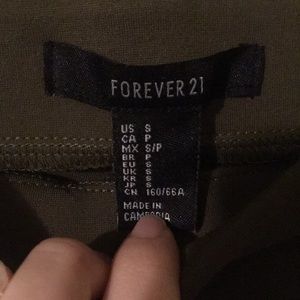 FOREVER 21
US S
CA P
MX S/P
BR P
EU S
UK S
KR S
JP S
CN 160/66A
MADE IN
CAMBODIA